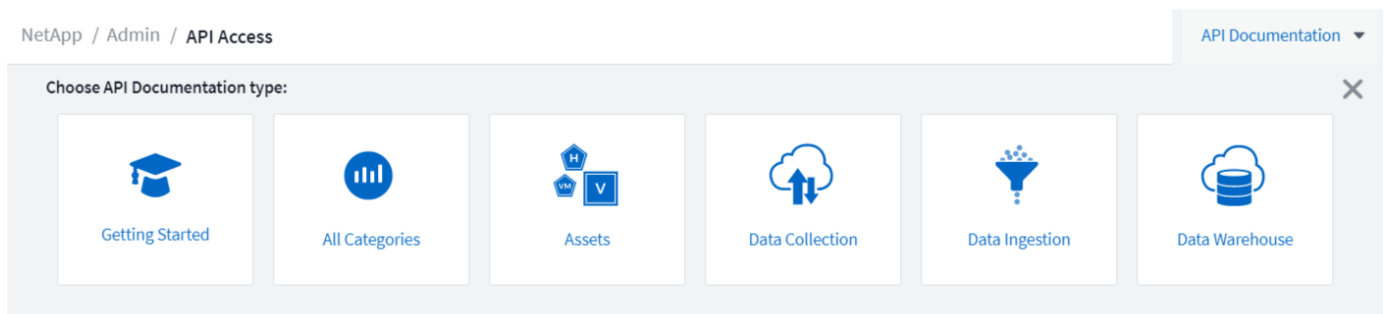 NetApp / Admin / API Access
API Documentation
Choose API Documentation type:
H
VM
V
Getting Started
All Categories
Assets
Data Collection
Data Ingestion
Data Warehouse